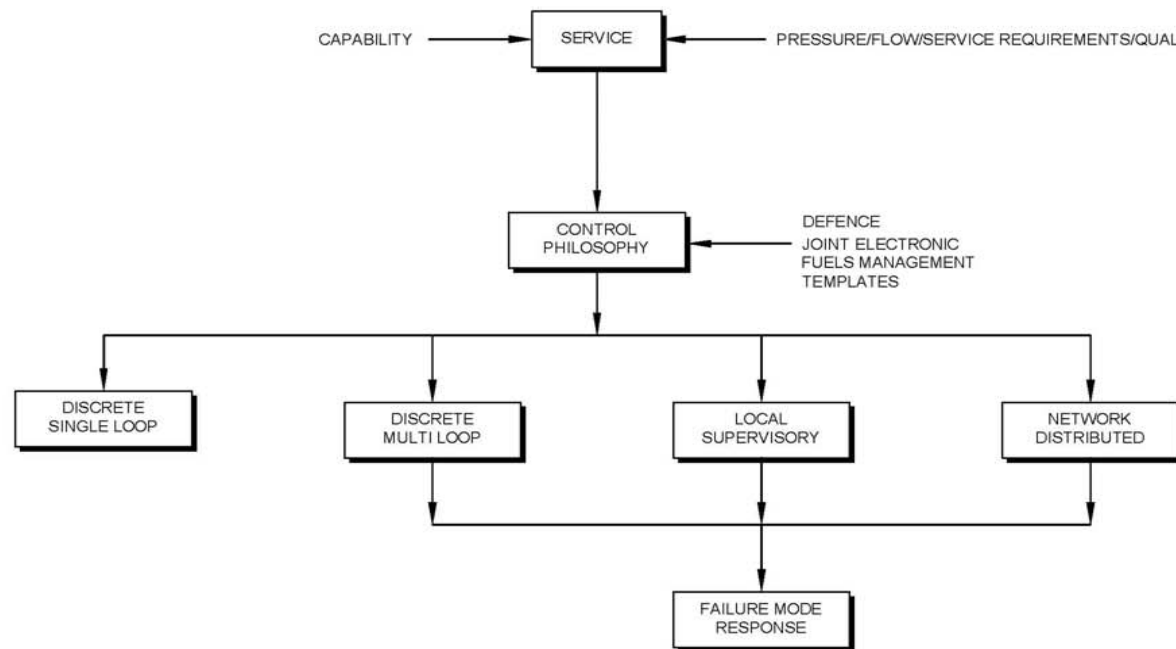 CAPABILITY
SERVICE
PRESSURE/FLOW/SERVICE REQUIREMENTS/QUAL
CONTROL
PHILOSOPHY
DEFENCE
JOINT ELECTRONIC
FUELS MANAGEMENT
TEMPLATES
DISCRETE
SINGLE LOOP
DISCRETE
MULTI LOOP
LOCAL
SUPERVISORY
NETWORK
DISTRIBUTED
FAILURE MODE
RESPONSE